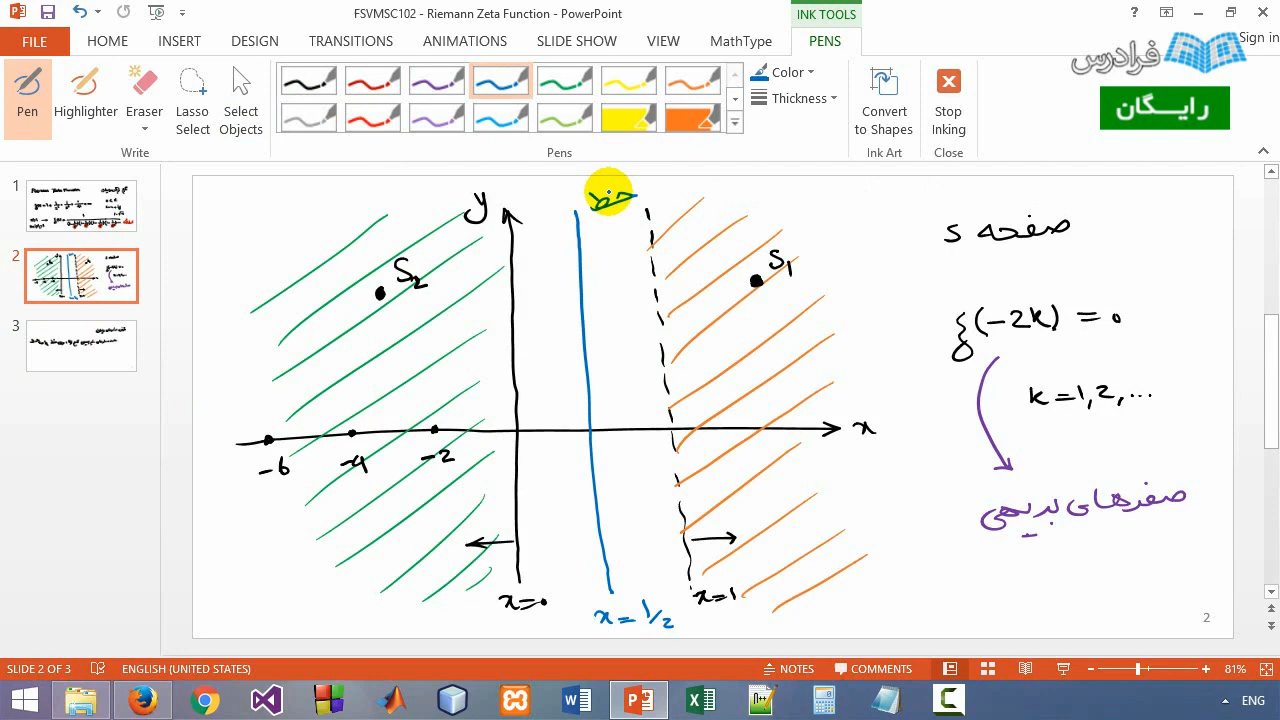 FSVMSC102 - Riemann Zeta Function - PowerPoint
INK TOOLS
Sign in
FILE HOME INSERT DESIGN TRANSITIONS ANIMATIONS SLIDE SHOW VIEW MathType PENS
فرادرس
رایگان
Pen Highlighter Eraser Lasso Select Select Objects
Color
Thickness
Convert to Shapes
Stop Inking
Write Pens Ink Art Close
1
2
3
خط
y
S₂
S₁
صفحه s
ζ(-2k) = 0
k = 1, 2, ...
x
-6 -4 -2
صفرهای بدیهی
x=0
x = 1/2
x=1
2
SLIDE 2 OF 3 ENGLISH (UNITED STATES) NOTES COMMENTS 81%
ENG